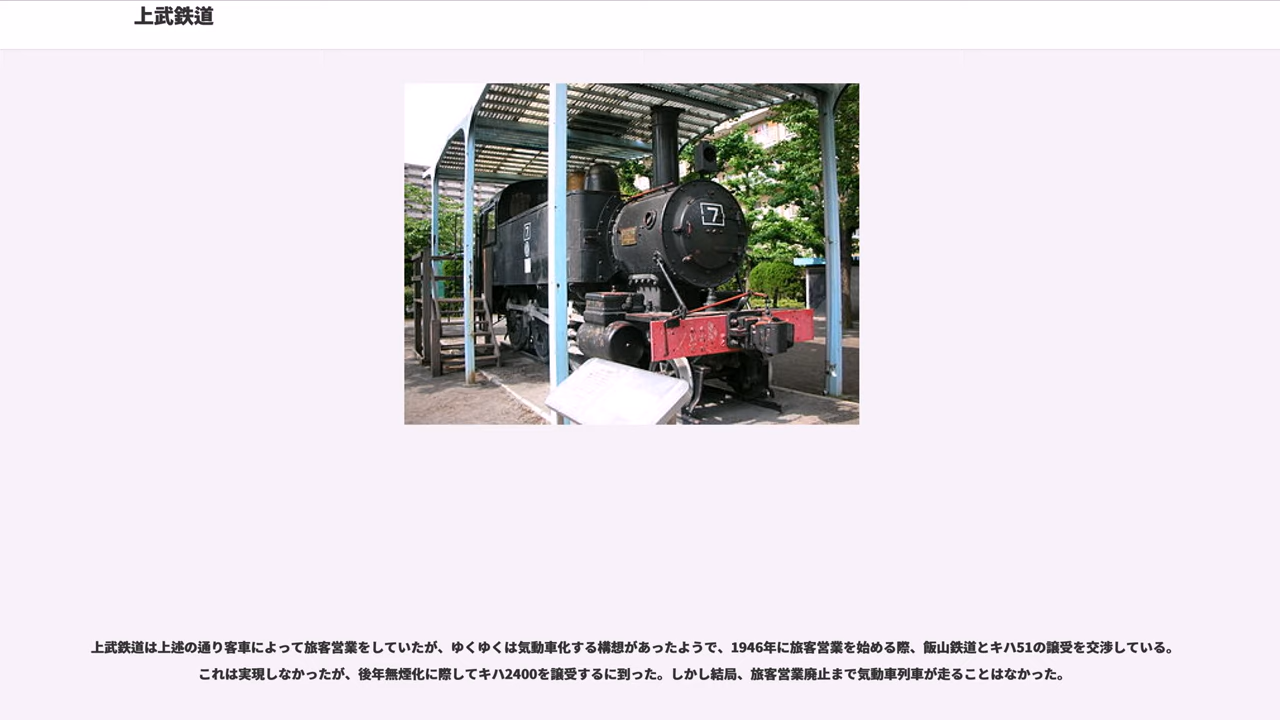 上武鉄道
7
7
上武鉄道は上述の通り客車によって旅客営業をしていたが、ゆくゆくは気動車化する構想があったようで、1946年に旅客営業を始める際、飯山鉄道とキハ51の譲受を交渉している。
これは実現しなかったが、後年無煙化に際してキハ2400を譲受するに到った。しかし結局、旅客営業廃止まで気動車列車が走ることはなかった。